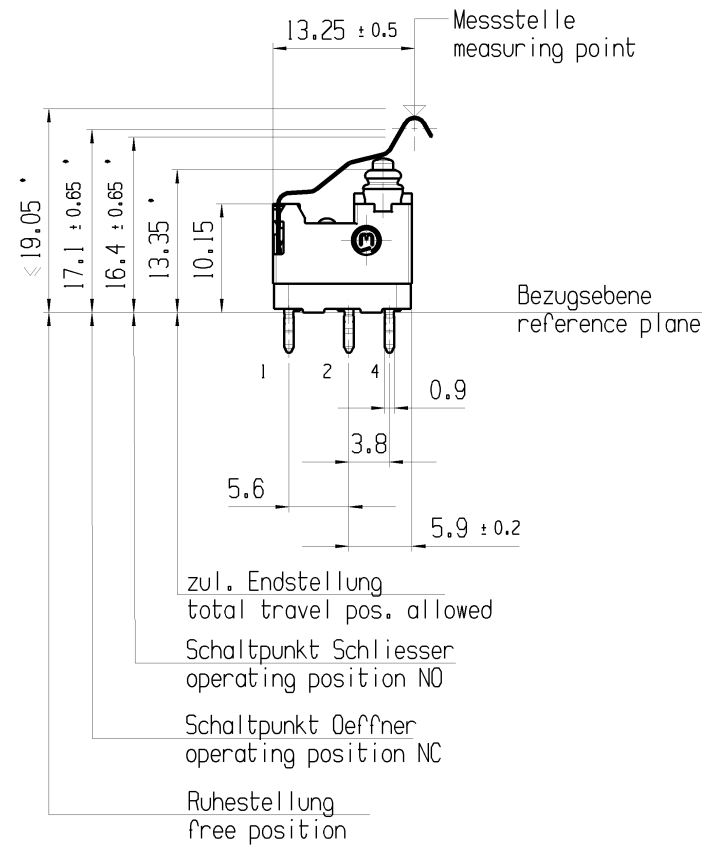 13.25 ± 0.5
Messstelle
measuring point
≤ 19.05 *
17.1 ± 0.65 *
16.4 ± 0.65 *
13.35 *
10.15
Bezugsebene
reference plane
1 2 4
0.9
3.8
5.6
5.9 ± 0.2
zul. Endstellung
total travel pos. allowed
Schaltpunkt Schliesser
operating position NO
Schaltpunkt Oeffner
operating position NC
Ruhestellung
free position